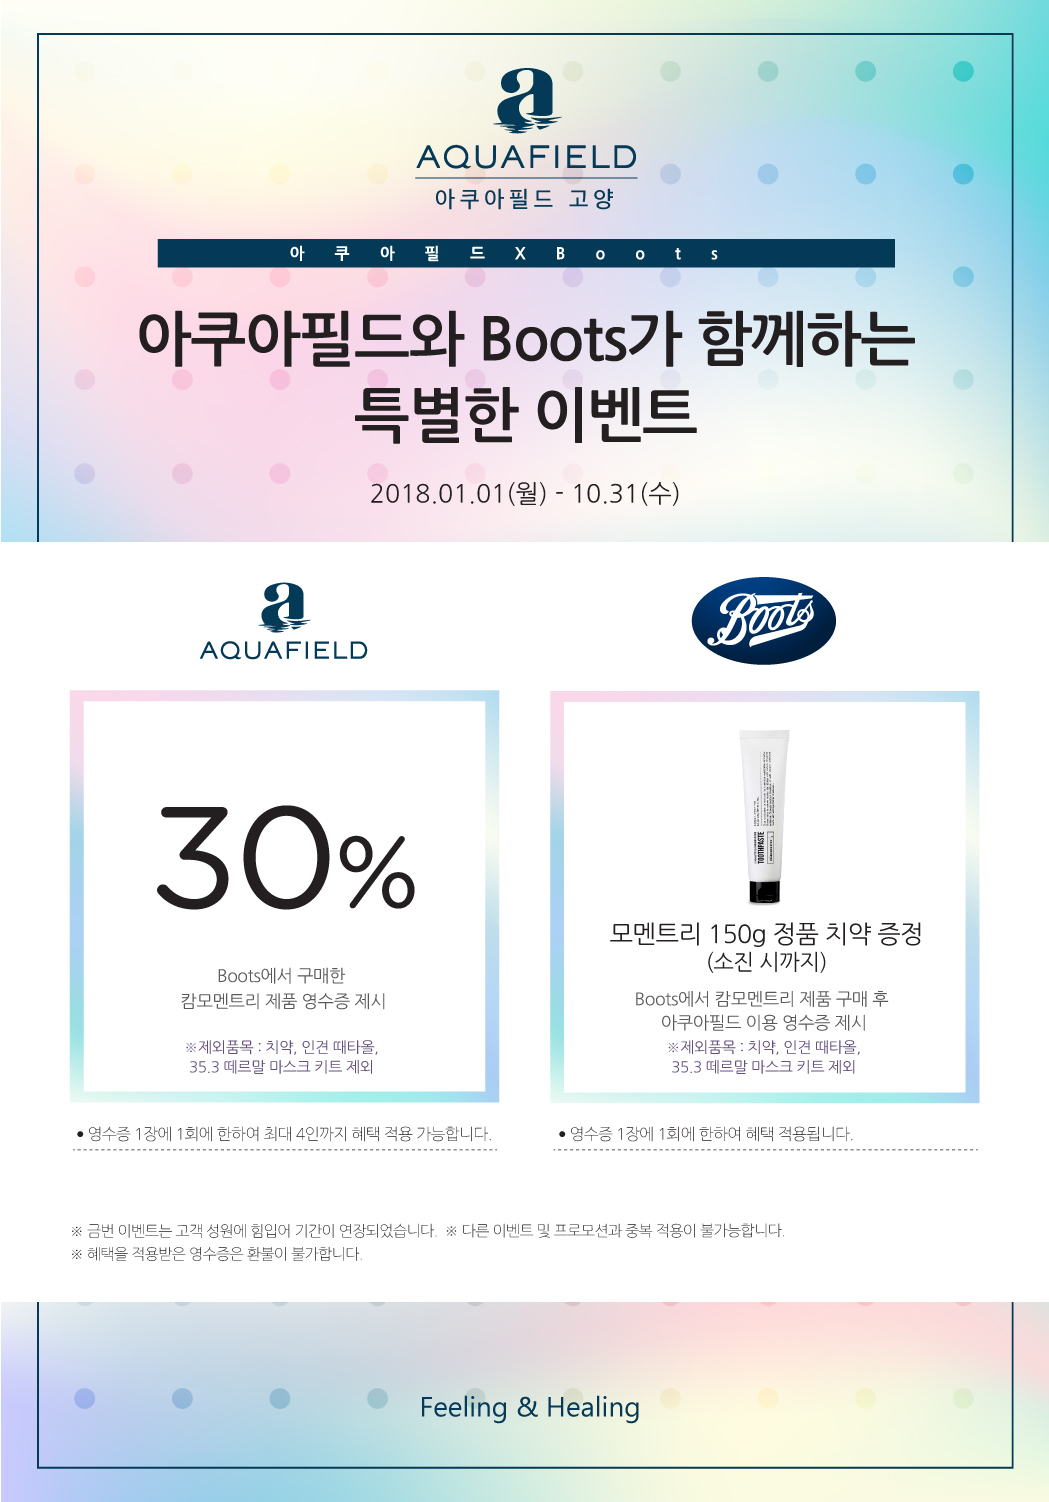 a
AQUAFIELD
아쿠아필드 고양
아쿠아필드XBoots
아쿠아필드와 Boots가 함께하는
특별한 이벤트
2018.01.01(월) - 10.31(수)
a
AQUAFIELD
30%
Boots에서 구매한
캄모멘트리 제품 영수증 제시
※제외품목 : 치약, 인견 때타올,
35.3 떼르말 마스크 키트 제외
• 영수증 1장에 1회에 한하여 최대 4인까지 혜택 적용 가능합니다.
Boots
TOOTHPASTE
모멘트리 150g 정품 치약 증정
(소진 시까지)
Boots에서 캄모멘트리 제품 구매 후
아쿠아필드 이용 영수증 제시
※제외품목 : 치약, 인견 때타올,
35.3 떼르말 마스크 키트 제외
• 영수증 1장에 1회에 한하여 혜택 적용됩니다.
※ 금번 이벤트는 고객 성원에 힘입어 기간이 연장되었습니다. ※ 다른 이벤트 및 프로모션과 중복 적용이 불가능합니다.
※ 혜택을 적용받은 영수증은 환불이 불가합니다.
Feeling & Healing